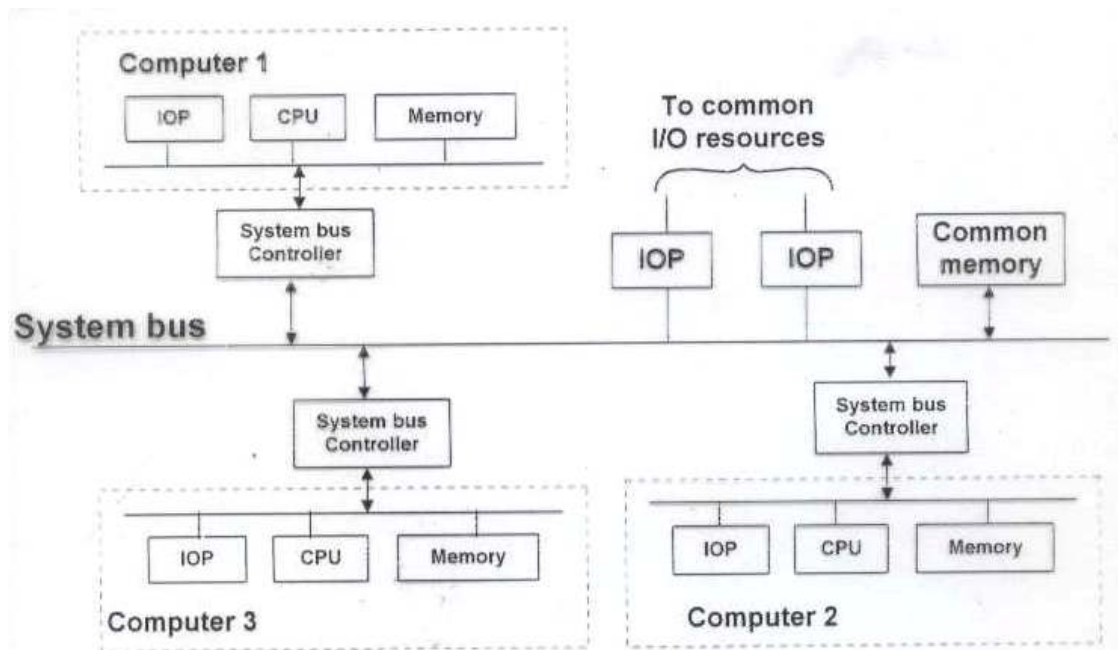 Computer 1
IOP
CPU
Memory
To common
I/O resources
System bus
Controller
IOP
IOP
Common
memory
System bus
System bus
Controller
System bus
Controller
IOP
CPU
Memory
Computer 3
IOP
CPU
Memory
Computer 2